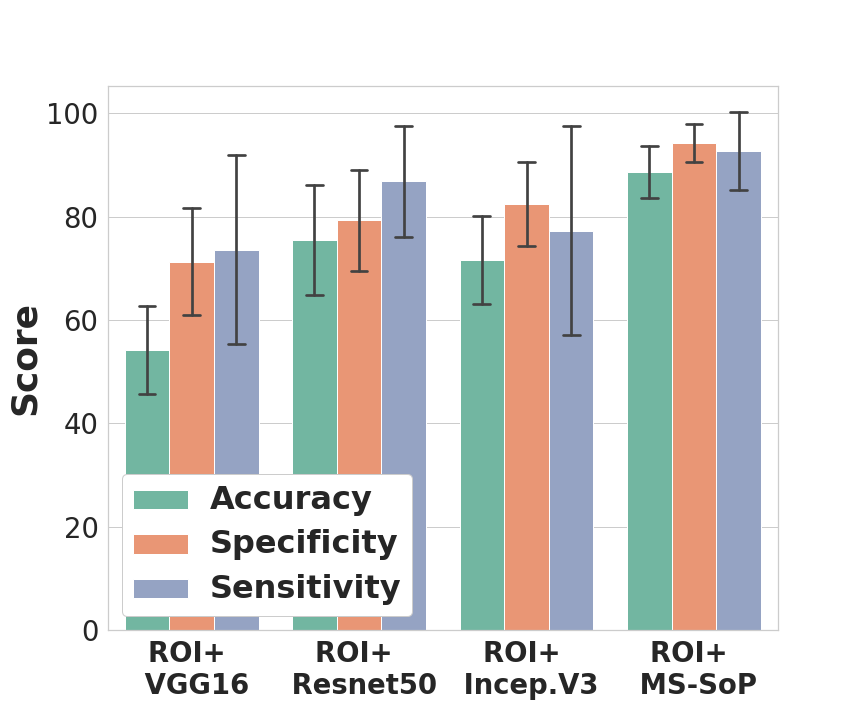 100
80
60
40
20
0
Score
Accuracy
Specificity
Sensitivity
ROI+ ROI+ ROI+ ROI+
VGG16 Resnet50 Incep.V3 MS-SoP